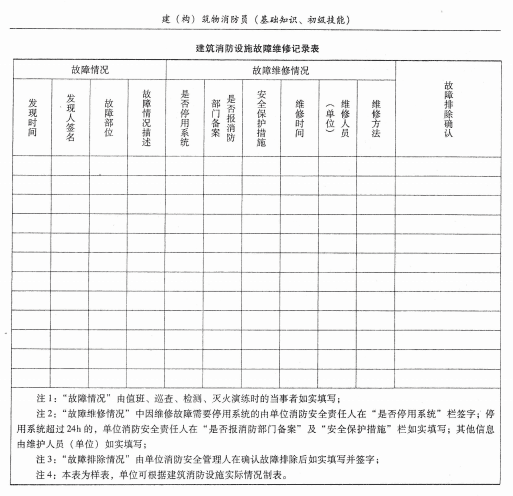 建（构）筑物消防员（基础知识、初级技能）
建筑消防设施故障维修记录表
故障情况
故障维修情况
故障排除确认
发现时间
发现人签名
故障部位
故障情况描述
是否停用系统
是否报消防
部门备案
安全保护措施
维修时间
维修人员
（单位）
维修方法
注1：“故障情况”由值班、巡查、检测、灭火演练时的当事者如实填写；
注2：“故障维修情况”中因维修故障需要停用系统的由单位消防安全责任人在“是否停用系统”栏签字；停
用系统超过24h的，单位消防安全责任人在“是否报消防部门备案”及“安全保护措施”栏如实填写；其他信息
由维护人员（单位）如实填写；
注3：“故障排除情况”由单位消防安全管理人在确认故障排除后如实填写并签字；
注4：本表为样表，单位可根据建筑消防设施实际情况制表。